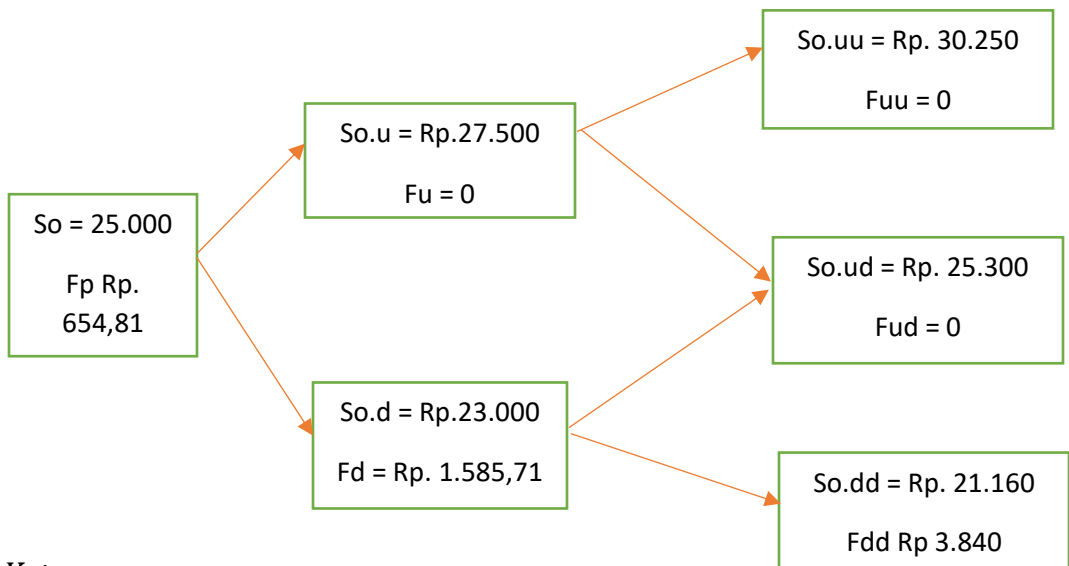 So = 25.000
Fp Rp.
654,81
So.u = Rp.27.500
Fu = 0
So.d = Rp.23.000
Fd = Rp. 1.585,71
So.uu = Rp. 30.250
Fuu = 0
So.ud = Rp. 25.300
Fud = 0
So.dd = Rp. 21.160
Fdd Rp 3.840